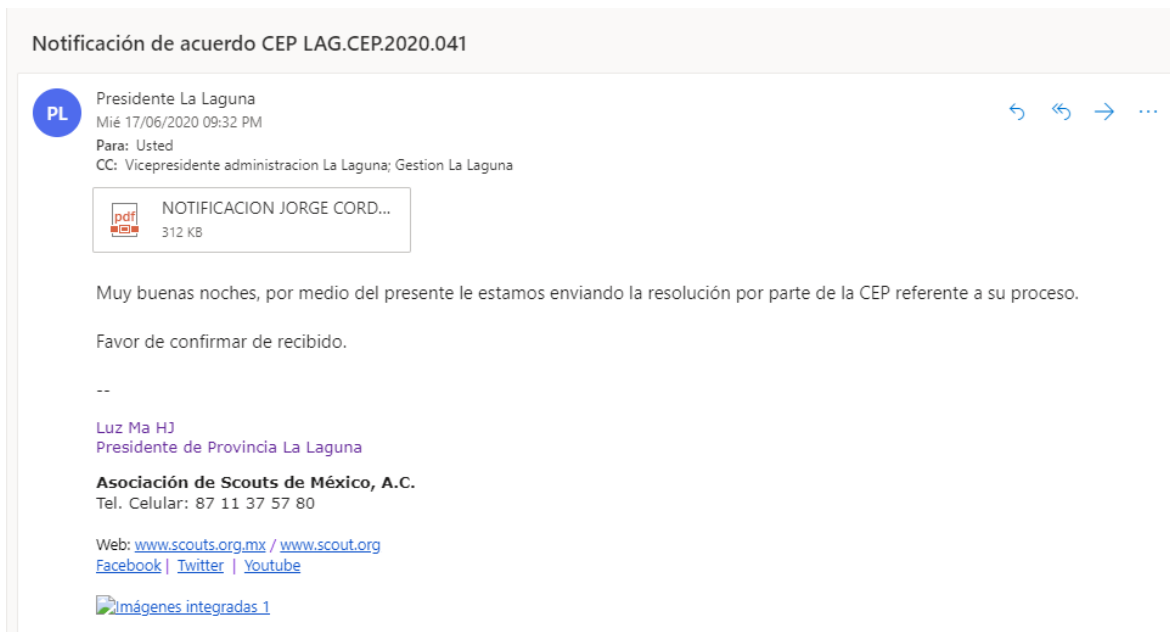 Notificación de acuerdo CEP LAG.CEP.2020.041
PL
Presidente La Laguna
Mié 17/06/2020 09:32 PM
Para: Usted
CC: Vicepresidente administracion La Laguna; Gestion La Laguna
pdf
NOTIFICACION JORGE CORD...
312 KB
Muy buenas noches, por medio del presente le estamos enviando la resolución por parte de la CEP referente a su proceso.
Favor de confirmar de recibido.
--
Luz Ma HJ
Presidente de Provincia La Laguna
Asociación de Scouts de México, A.C.
Tel. Celular: 87 11 37 57 80
Web: www.scouts.org.mx / www.scout.org
Facebook | Twitter | Youtube
Imágenes integradas 1